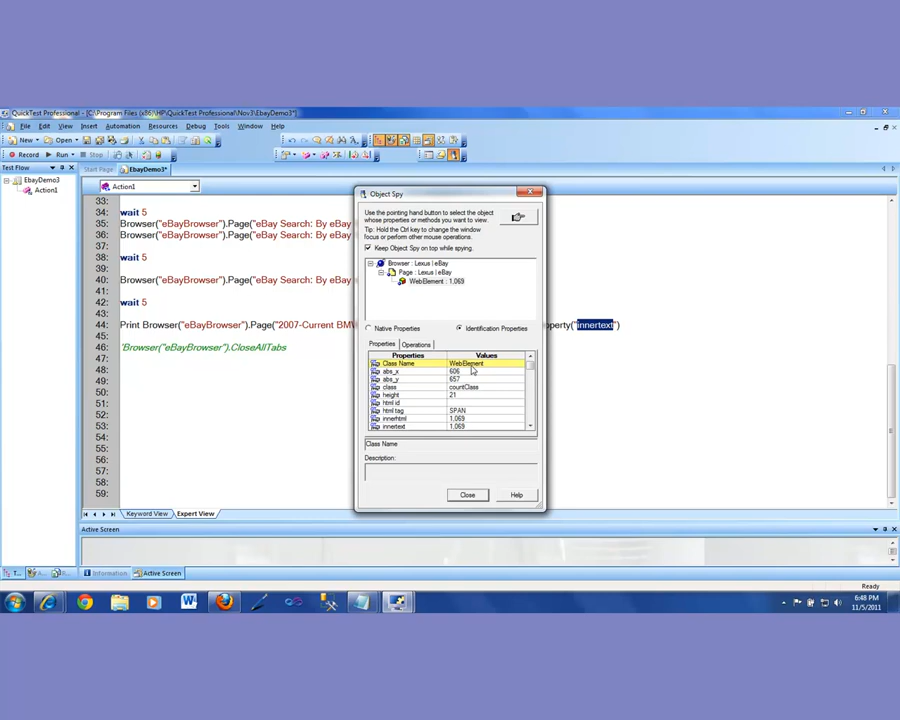 QuickTest Professional - [C:\Program Files (x86)\HP\QuickTest Professional\Nov3\EbayDemo3*]
File Edit View Insert Automation Resources Debug Tools Window Help
New Open
Record Run Stop
Test Flow
EbayDemo3
Action1
Start Page EbayDemo3*
Action1
33:
34: wait 5
35: Browser("eBayBrowser").Page("eBay Search: By eBay
36: Browser("eBayBrowser").Page("eBay Search: By eBay
37:
38: wait 5
39:
40: Browser("eBayBrowser").Page("eBay Search: By eBay
41:
42: wait 5
43:
44: Print Browser("eBayBrowser").Page("2007-Current BMW operty("innertext")
45:
46: 'Browser("eBayBrowser").CloseAllTabs
47:
48:
49:
50:
51:
52:
53:
54:
55:
56:
57:
58:
59:
Object Spy
Use the pointing hand button to select the object
whose properties or methods you want to view.
Tip: Hold the Ctrl key to change the window
focus or perform other mouse operations.
Keep Object Spy on top while spying.
Browser : Lexus | eBay
Page : Lexus | eBay
WebElement : 1,069
Native Properties Identification Properties
Properties Operations
Properties Values
Class Name WebElement
abs_x 606
abs_y 657
class countClass
height 21
html id
html tag SPAN
innerhtml 1,069
innertext 1,069
Class Name
Description:
Close Help
Keyword View Expert View
Active Screen
T... Information Active Screen
Ready
6:48 PM
11/5/2011